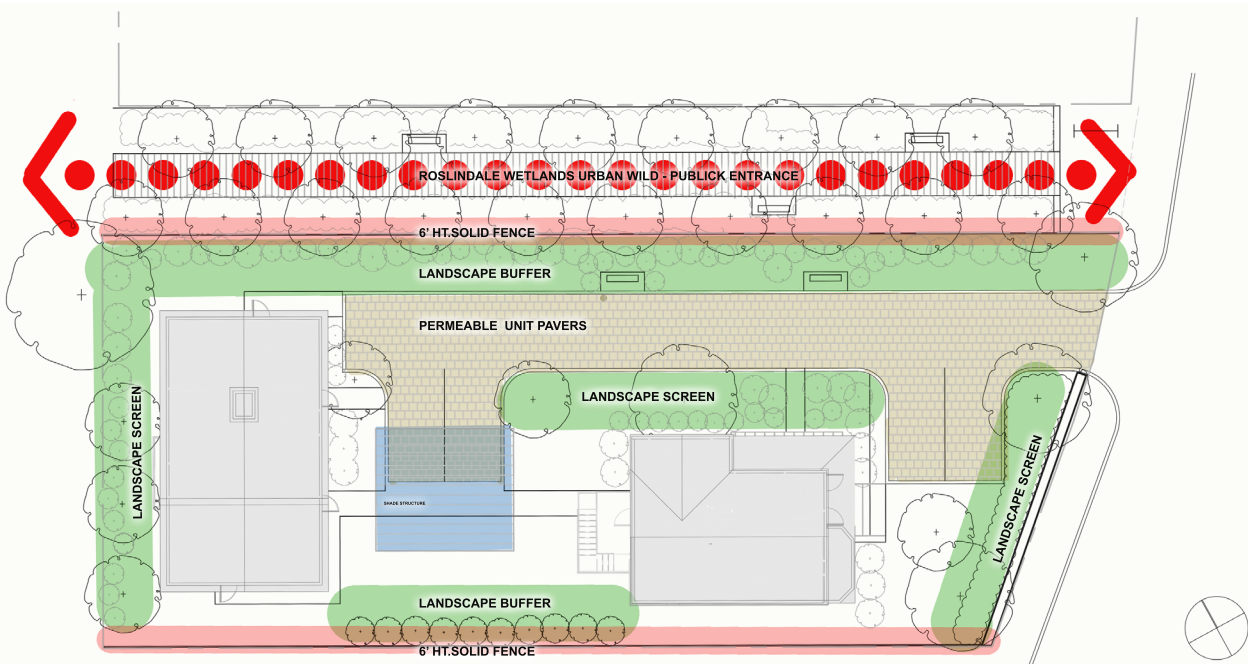 ROSLINDALE WETLANDS URBAN WILD - PUBLICK ENTRANCE
6' HT.SOLID FENCE
LANDSCAPE BUFFER
PERMEABLE UNIT PAVERS
LANDSCAPE SCREEN
LANDSCAPE SCREEN
LANDSCAPE SCREEN
SHADE STRUCTURE
LANDSCAPE BUFFER
6' HT.SOLID FENCE